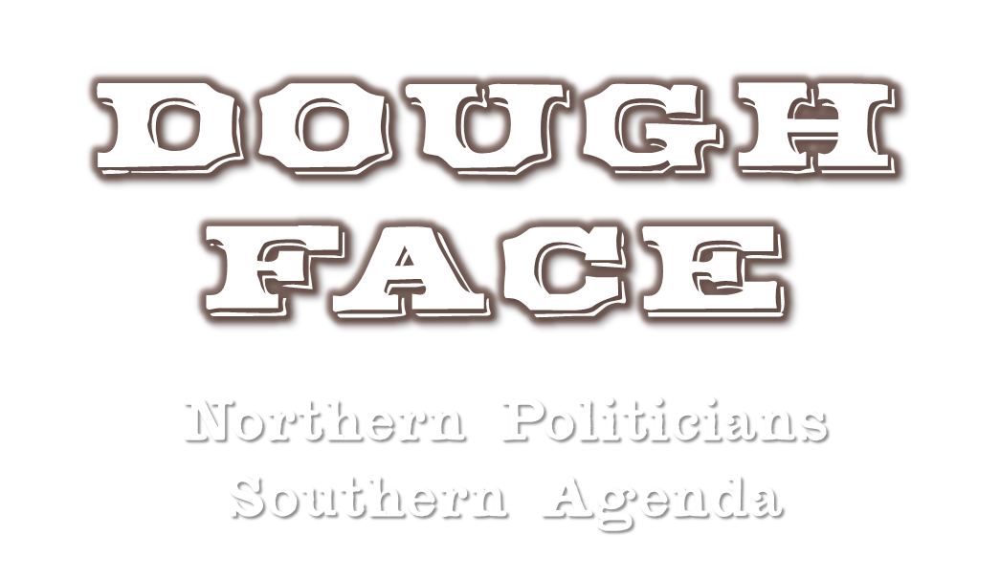 DOUGH
FACE
Northern Politicians
Southern Agenda